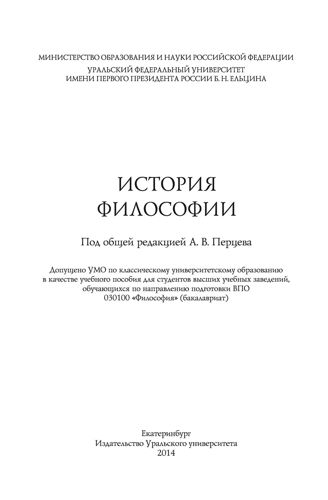 МИНИСТЕРСТВО ОБРАЗОВАНИЯ И НАУКИ РОССИЙСКОЙ ФЕДЕРАЦИИ
УРАЛЬСКИЙ ФЕДЕРАЛЬНЫЙ УНИВЕРСИТЕТ
ИМЕНИ ПЕРВОГО ПРЕЗИДЕНТА РОССИИ Б. Н. ЕЛЬЦИНА
ИСТОРИЯ
ФИЛОСОФИИ
Под общей редакцией А. В. Перцева
Допущено УМО по классическому университетскому образованию
в качестве учебного пособия для студентов высших учебных заведений,
обучающихся по направлению подготовки ВПО
030100 «Философия» (бакалавриат)
Екатеринбург
Издательство Уральского университета
2014